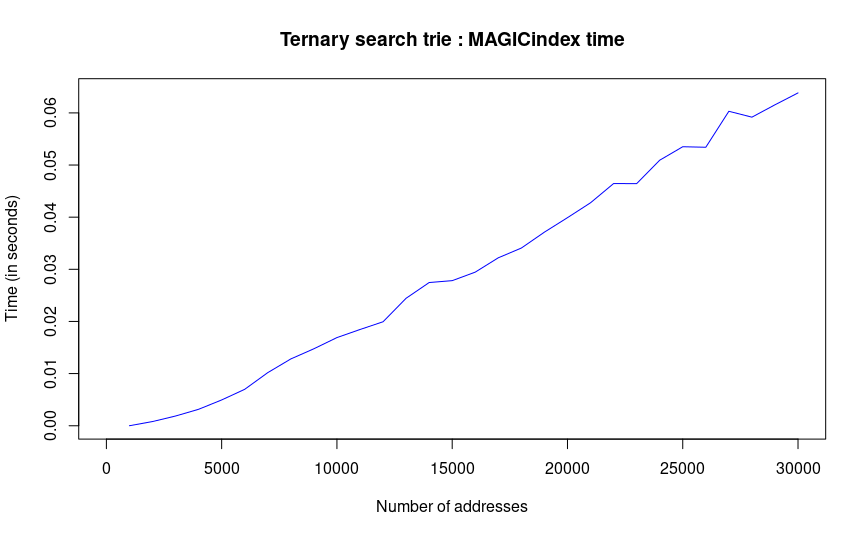 Ternary search trie : MAGICindex time
Time (in seconds)
0.06
0.05
0.04
0.03
0.02
0.01
0.00
0 5000 10000 15000 20000 25000 30000
Number of addresses